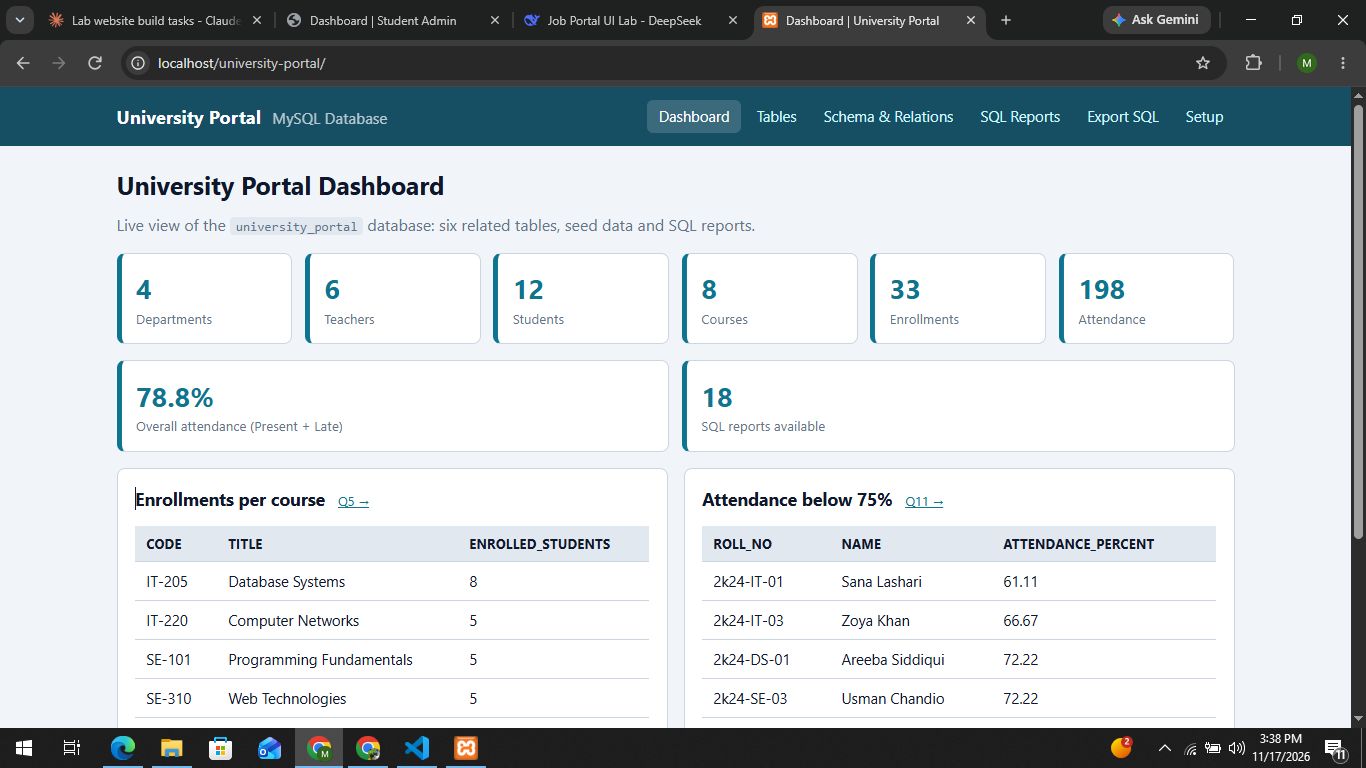 Lab website build tasks - Claude
Dashboard | Student Admin
Job Portal UI Lab - DeepSeek
Dashboard | University Portal
Ask Gemini
localhost/university-portal/
M
University Portal MySQL Database
Dashboard Tables Schema & Relations SQL Reports Export SQL Setup
University Portal Dashboard
Live view of the university_portal database: six related tables, seed data and SQL reports.
4 6 12 8 33 198
Departments Teachers Students Courses Enrollments Attendance
78.8% 18
Overall attendance (Present + Late) SQL reports available
Enrollments per course Q5 →
CODE TITLE ENROLLED_STUDENTS
IT-205 Database Systems 8
IT-220 Computer Networks 5
SE-101 Programming Fundamentals 5
SE-310 Web Technologies 5
Attendance below 75% Q11 →
ROLL_NO NAME ATTENDANCE_PERCENT
2k24-IT-01 Sana Lashari 61.11
2k24-IT-03 Zoya Khan 66.67
2k24-DS-01 Areeba Siddiqui 72.22
2k24-SE-03 Usman Chandio 72.22
M
2
3:38 PM
11/17/2026
11